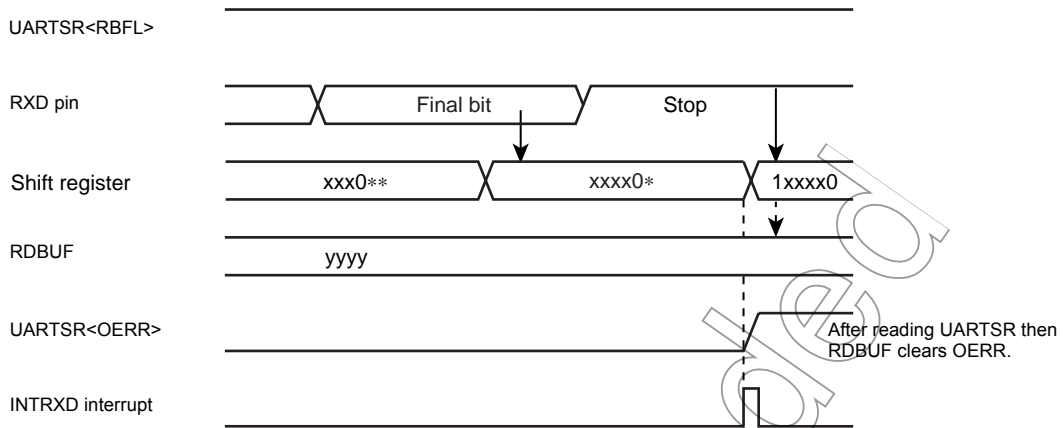 UARTSR<RBFL>
RXD pin
Final bit
Stop
Shift register
xxx0**
xxxx0*
1xxxx0
RDBUF
yyyy
UARTSR<OERR>
After reading UARTSR then
RDBUF clears OERR.
INTRXD interrupt
ded